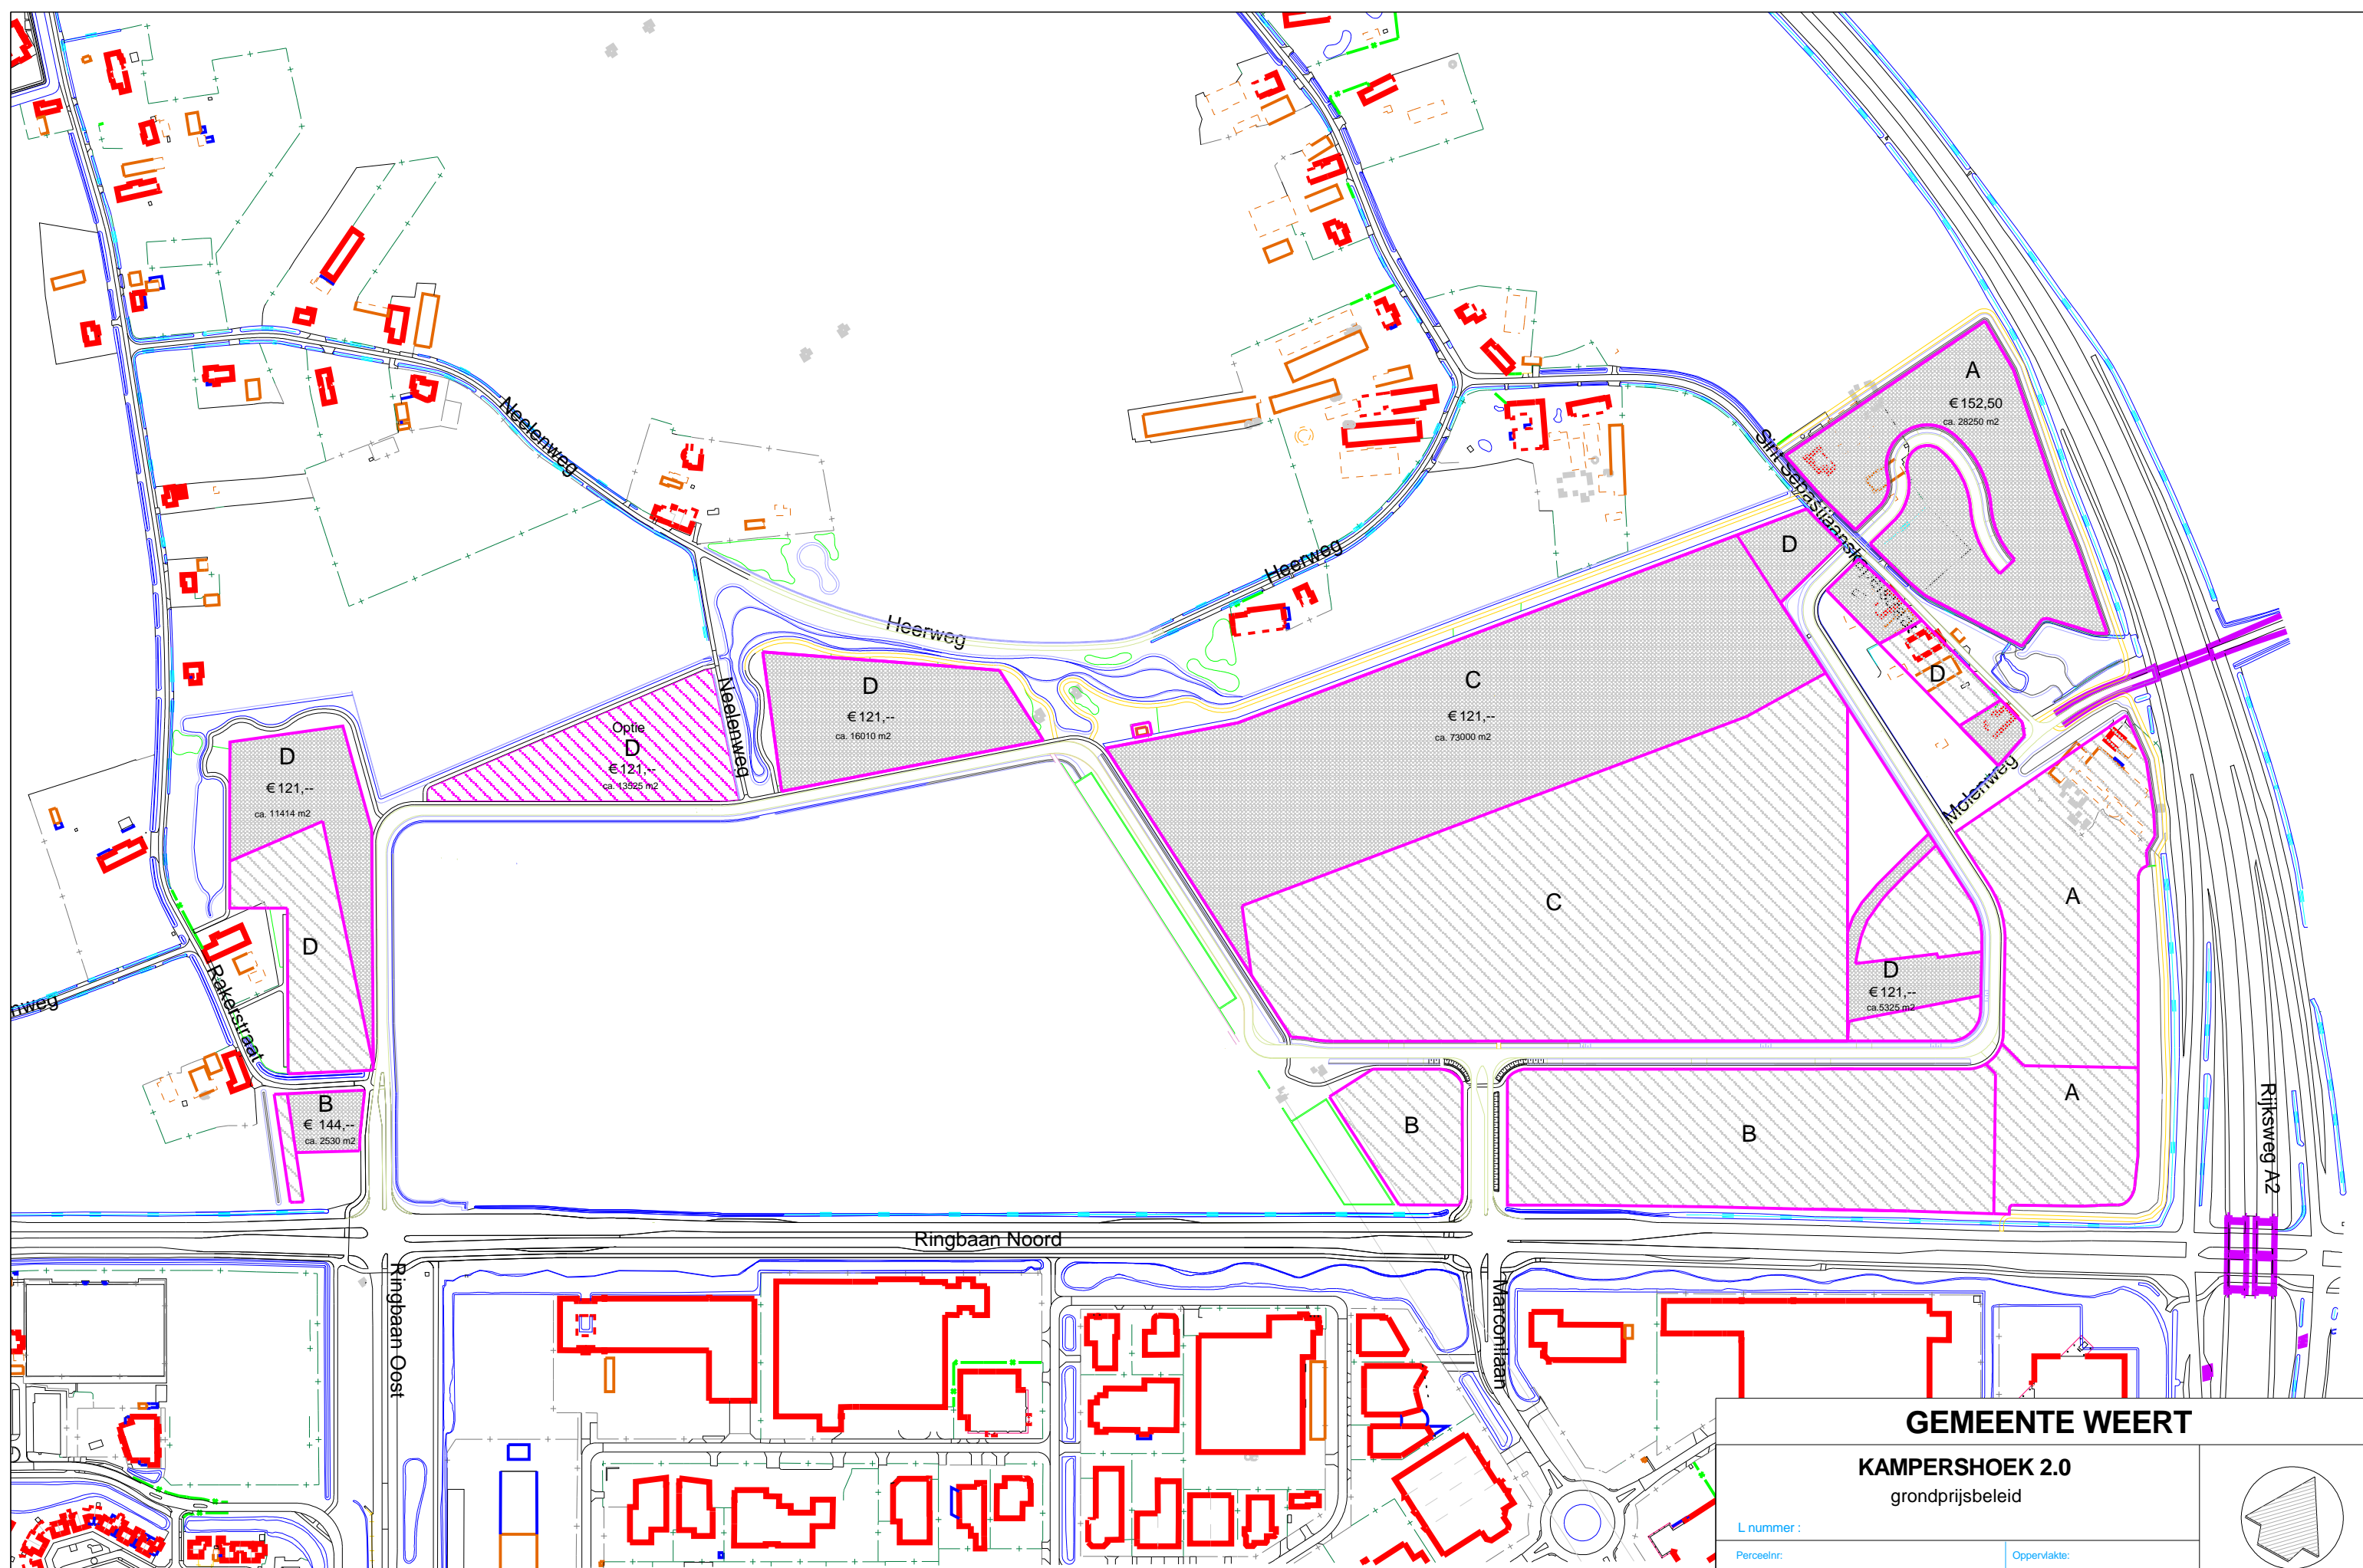 A
€ 152,50
ca. 28250 m2
Neelenweg
Sint Sebastiaanskapelstraat
Heerweg
D
Heerweg
D
C
€ 121,--
ca. 73000 m2
D
€ 121,--
ca. 16010 m2
Neelenweg
Optie
D
€ 121,--
ca. 13525 m2
D
€ 121,--
ca. 11414 m2
Molenweg
A
C
D
D
€ 121,--
ca.5325 m2
nweg
Rakerstraat
B
€ 144,--
ca. 2530 m2
B
B
A
Rijksweg A2
Ringbaan Noord
Ringbaan Oost
Marconilaan
GEMEENTE WEERT
KAMPERSHOEK 2.0
grondprijsbeleid
L nummer :
Perceelnr:
Oppervlakte: